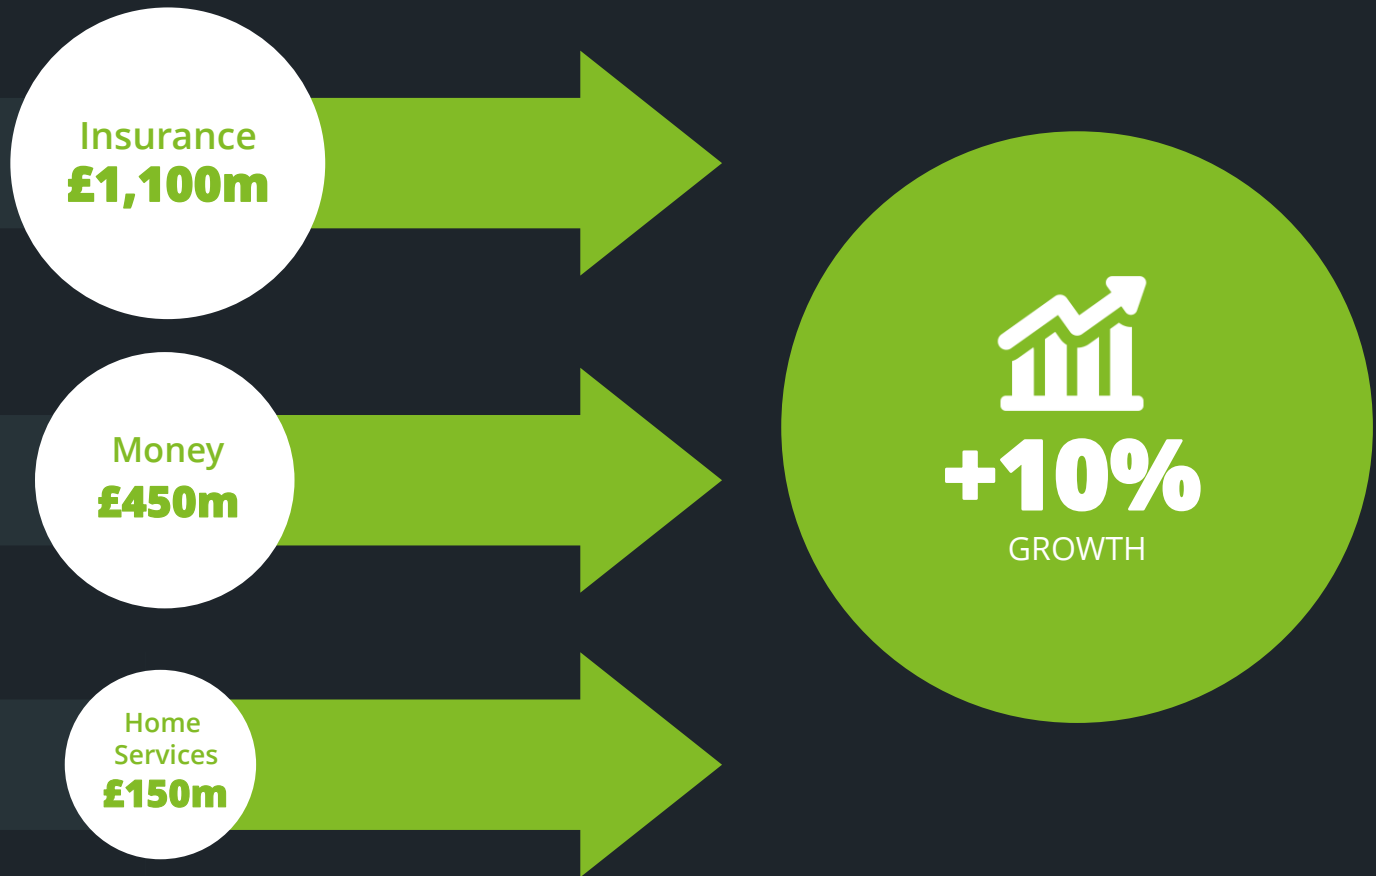 Insurance
£1,100m
Money
£450m
Home
Services
£150m
+10%
GROWTH